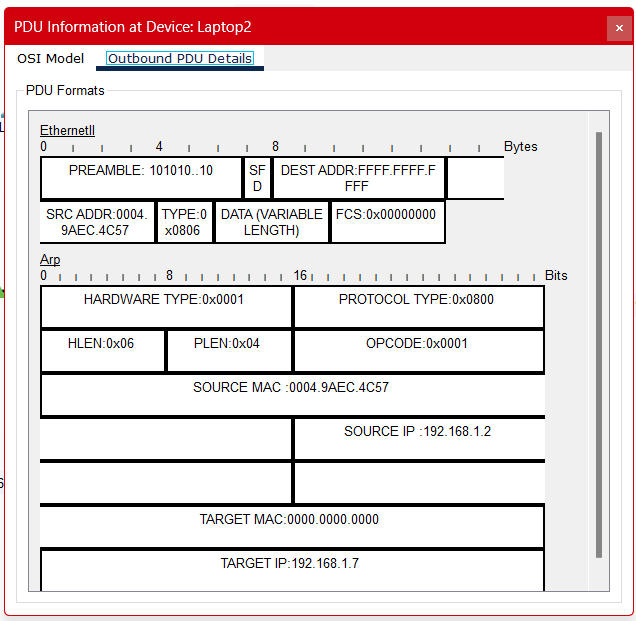 PDU Information at Device: Laptop2
×
OSI Model Outbound PDU Details
PDU Formats
EthernetII
0 4 8 Bytes
PREAMBLE: 101010..10
SF
D
DEST ADDR:FFFF.FFFF.F
FFF
SRC ADDR:0004.
9AEC.4C57
TYPE:0
x0806
DATA (VARIABLE
LENGTH)
FCS:0x00000000
Arp
0 8 16 Bits
HARDWARE TYPE:0x0001 PROTOCOL TYPE:0x0800
HLEN:0x06 PLEN:0x04 OPCODE:0x0001
SOURCE MAC :0004.9AEC.4C57
SOURCE IP :192.168.1.2
TARGET MAC:0000.0000.0000
TARGET IP:192.168.1.7